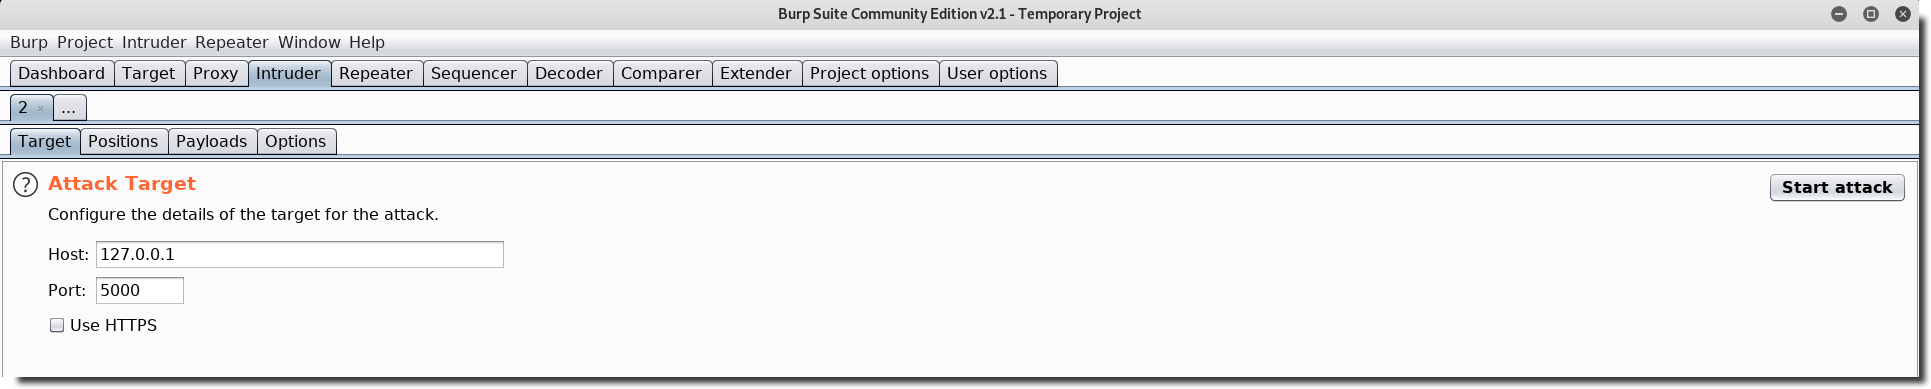 Burp Suite Community Edition v2.1 - Temporary Project
Burp Project Intruder Repeater Window Help
Dashboard Target Proxy Intruder Repeater Sequencer Decoder Comparer Extender Project options User options
2 × ...
Target Positions Payloads Options
? Attack Target
Start attack
Configure the details of the target for the attack.
Host: 127.0.0.1
Port: 5000
Use HTTPS